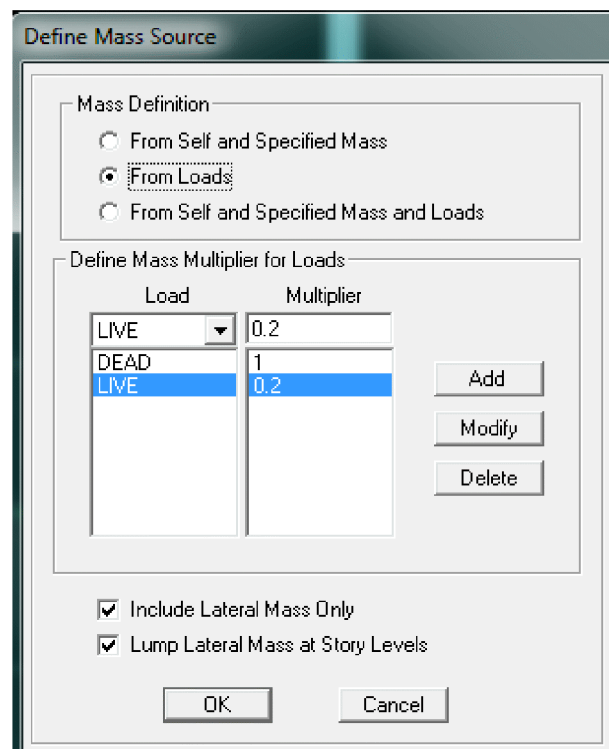 Define Mass Source
Mass Definition
From Self and Specified Mass
From Loads
From Self and Specified Mass and Loads
Define Mass Multiplier for Loads
Load Multiplier
LIVE 0.2
DEAD 1
LIVE 0.2
Add
Modify
Delete
Include Lateral Mass Only
Lump Lateral Mass at Story Levels
OK Cancel